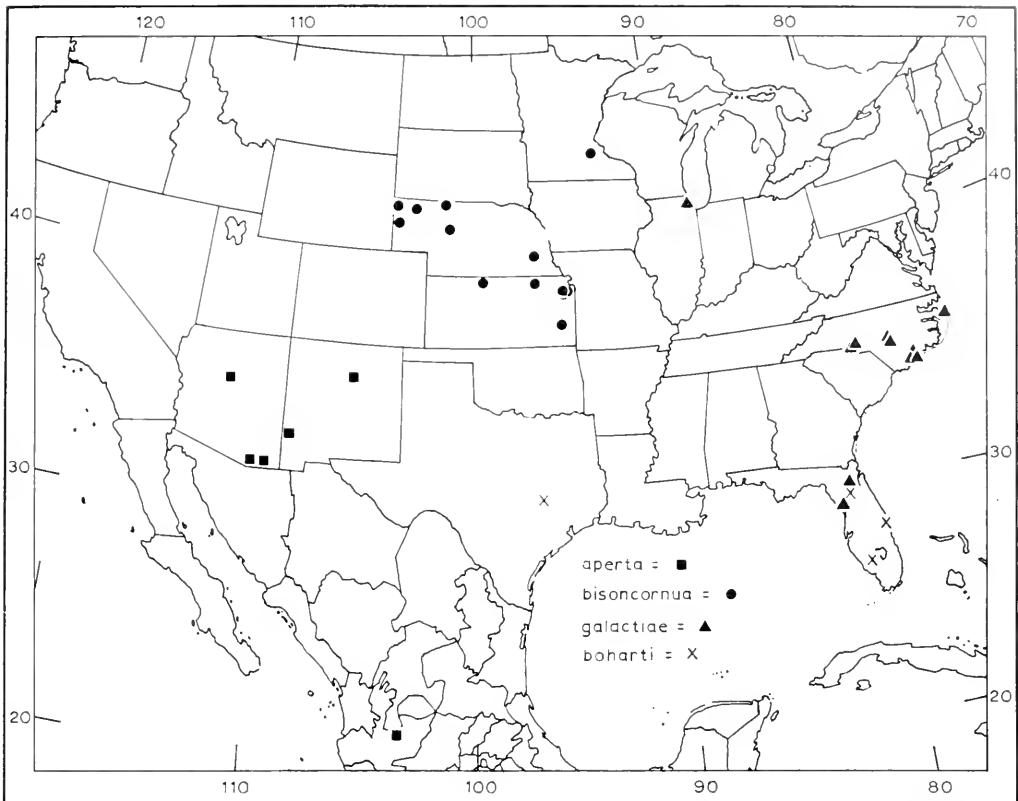 120 110 100 90 80 70
40 40
30 30
aperta = ■
bisoncornua = ●
galactiae = ▲
boharti = X
20 20
110 100 90 80